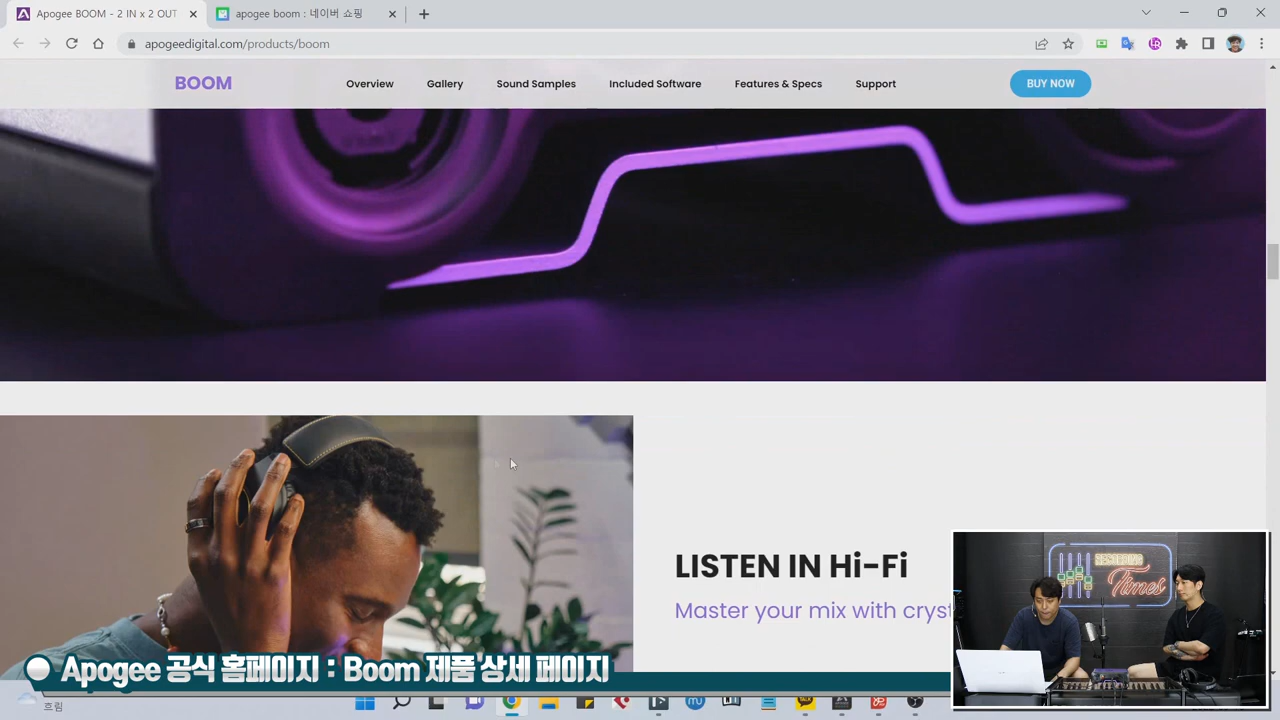 Apogee BOOM - 2 IN x 2 OUT
apogee boom : 네이버 쇼핑
apogeedigital.com/products/boom
BOOM
Overview
Gallery
Sound Samples
Included Software
Features & Specs
Support
BUY NOW
LISTEN IN Hi-Fi
Master your mix with cryst
RECORDING
Times
Apogee 공식 홈페이지 : Boom 제품 상세 페이지
흐림